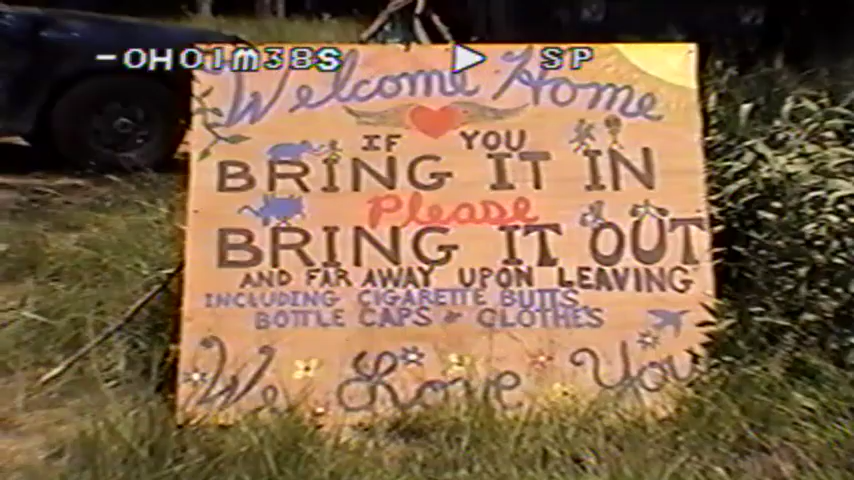 -0H01M38S SP
Welcome Home
IF YOU
BRING IT IN
Please
BRING IT OUT
AND FAR AWAY UPON LEAVING
INCLUDING CIGARETTE BUTTS,
BOTTLE CAPS & CLOTHES
We Love You